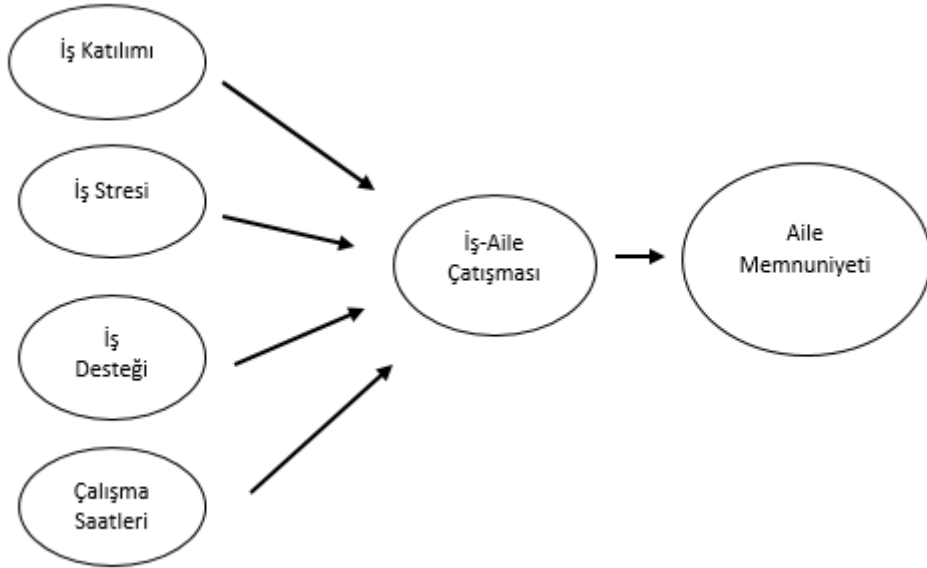 İş Katılımı
İş Stresi
İş
Desteği
Çalışma
Saatleri
İş-Aile
Çatışması
Aile
Memnuniyeti